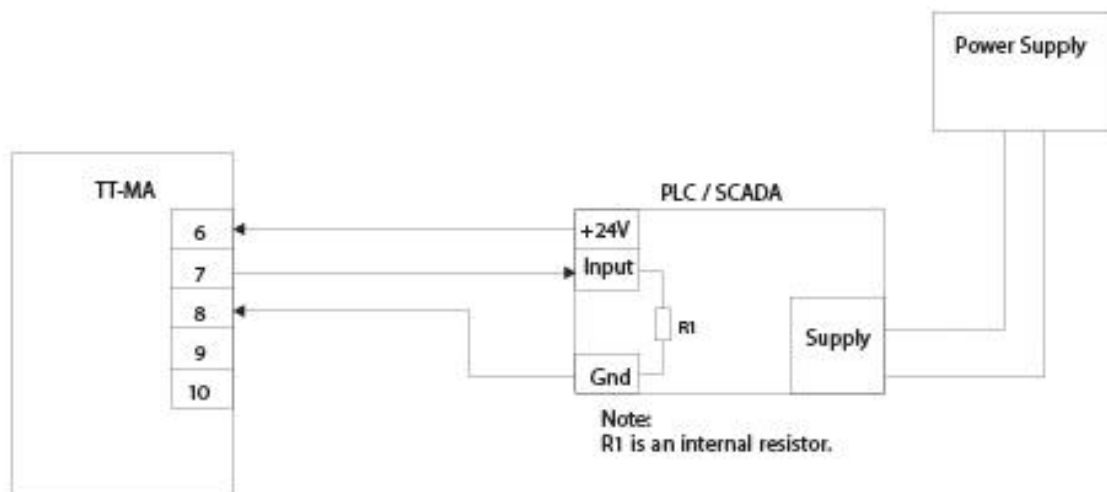 Power Supply
TT-MA
PLC / SCADA
6
+24V
7
Input
8
R1
Supply
9
Gnd
10
Note:
R1 is an internal resistor.